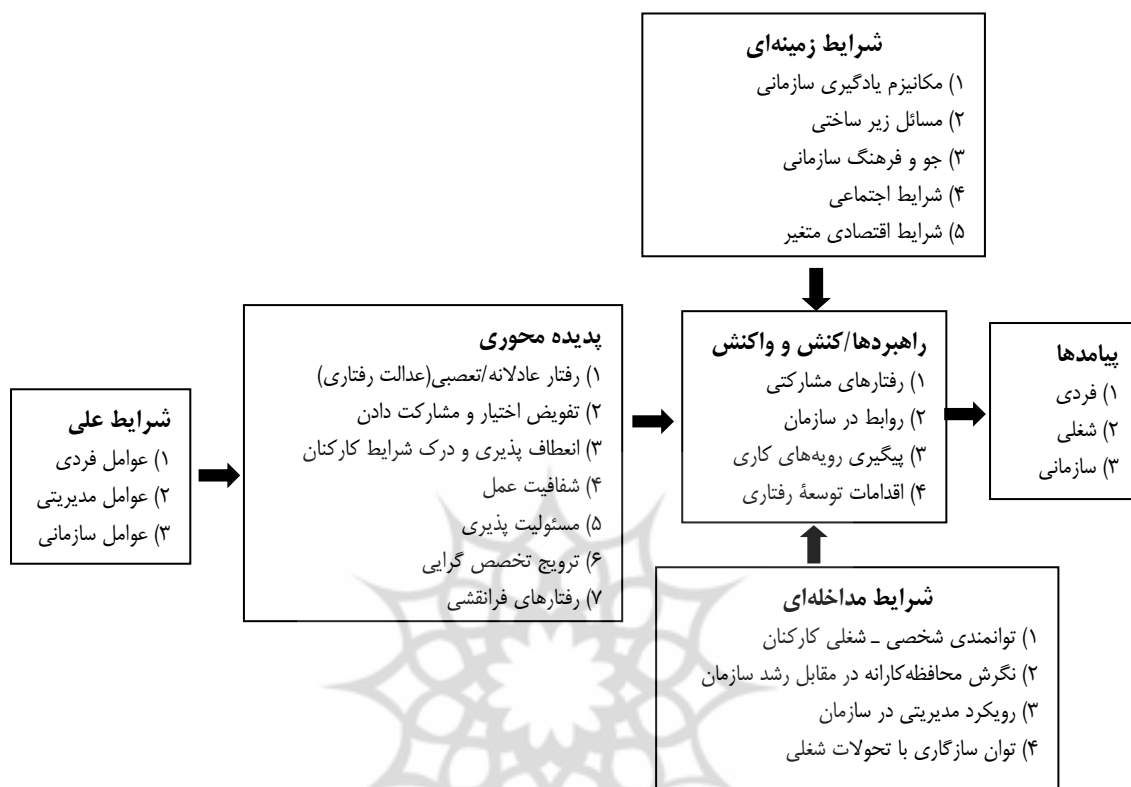 شرایط زمینه‌ای
۱) مکانیزم یادگیری سازمانی
۲) مسائل زیر ساختی
۳) جو و فرهنگ سازمانی
۴) شرایط اجتماعی
۵) شرایط اقتصادی متغیر
شرایط علی
۱) عوامل فردی
۲) عوامل مدیریتی
۳) عوامل سازمانی
پدیده محوری
۱) رفتار عادلانه/تعصبی(عدالت رفتاری)
۲) تفویض اختیار و مشارکت دادن
۳) انعطاف پذیری و درک شرایط کارکنان
۴) شفافیت عمل
۵) مسئولیت پذیری
۶) ترویج تخصص گرایی
۷) رفتارهای فرانقشی
راهبردها/کنش و واکنش
۱) رفتارهای مشارکتی
۲) روابط در سازمان
۳) پیگیری رویه‌های کاری
۴) اقدامات توسعهٔ رفتاری
پیامدها
۱) فردی
۲) شغلی
۳) سازمانی
شرایط مداخله‌ای
۱) توانمندی شخصی ـ شغلی کارکنان
۲) نگرش محافظه‌کارانه در مقابل رشد سازمان
۳) رویکرد مدیریتی در سازمان
۴) توان سازگاری با تحولات شغلی